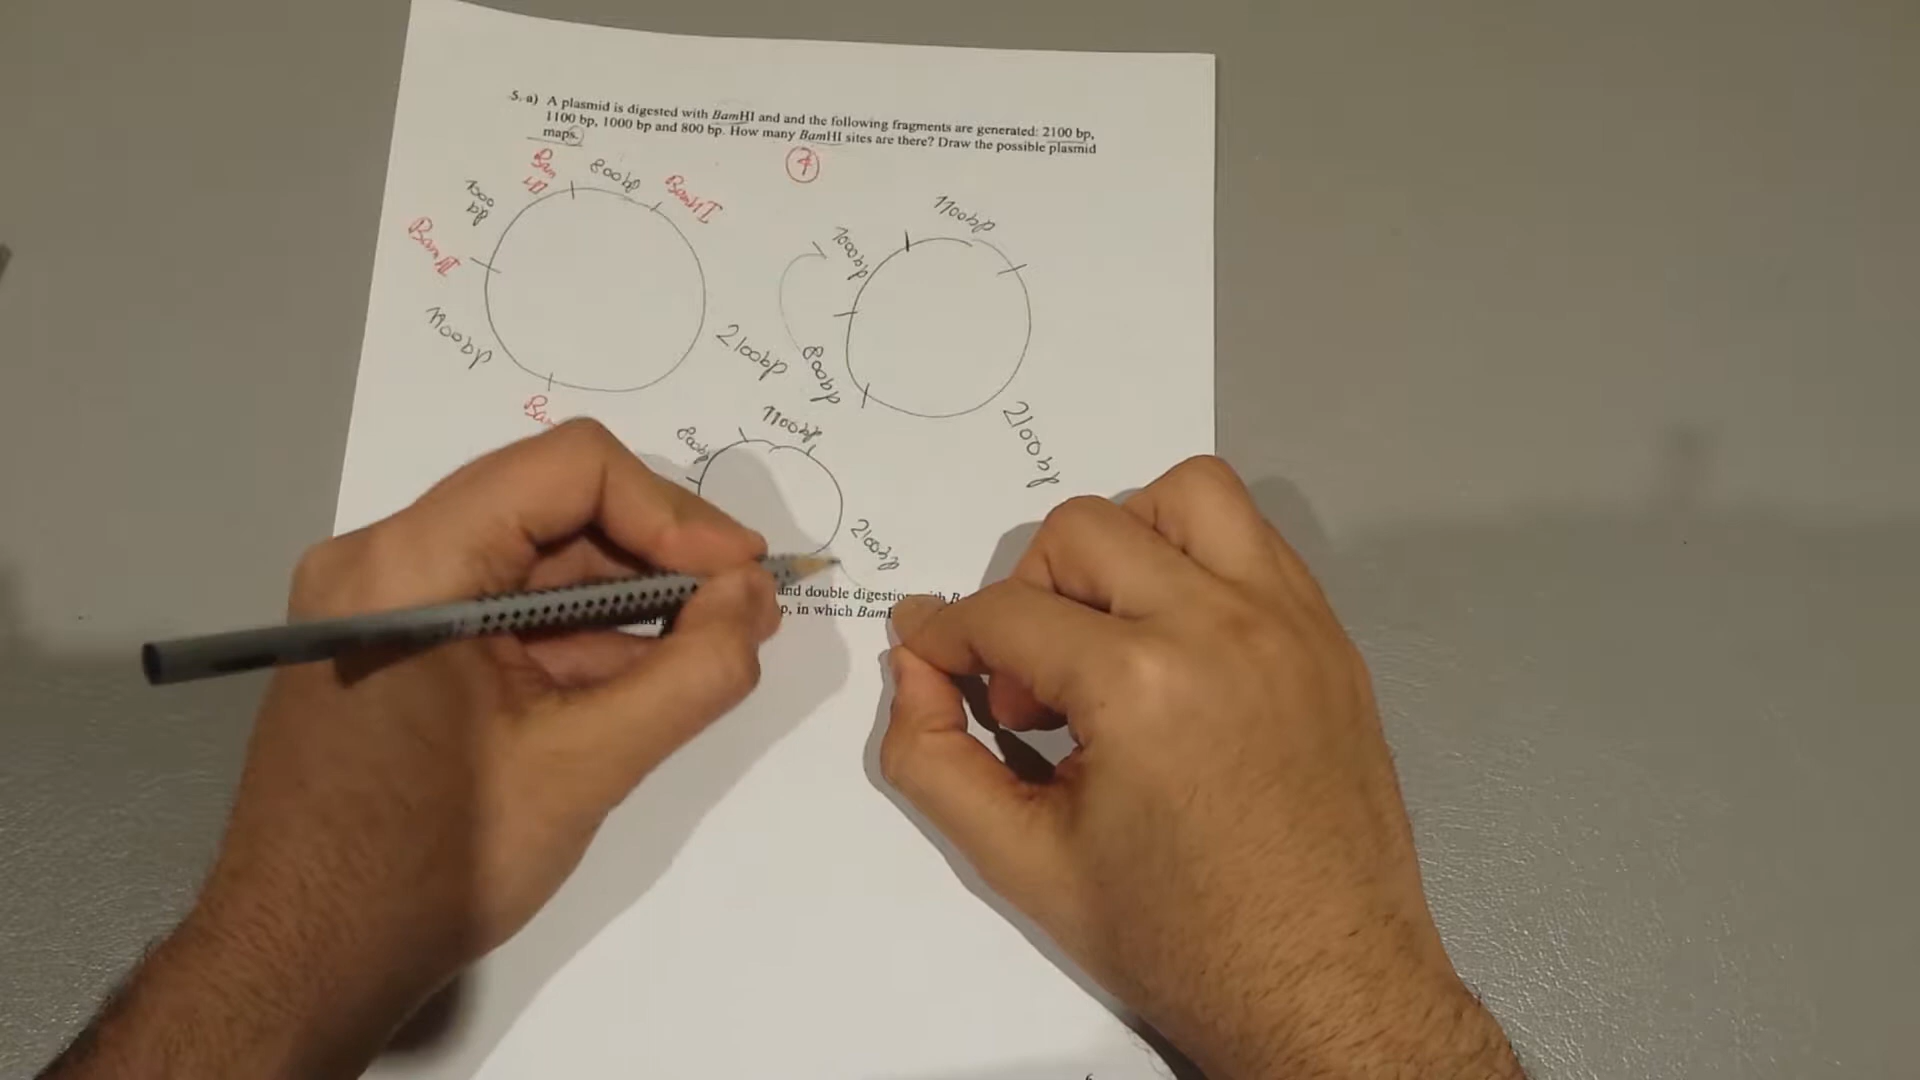 5. a) A plasmid is digested with BamHI and and the following fragments are generated: 2100 bp,
1100 bp, 1000 bp and 800 bp. How many BamHI sites are there? Draw the possible plasmid
maps.
4
800bp
BamHI
1000
bp
BamHI
1100bp
2100bp
1100bp
1000bp
800bp
2100bp
1100bp
800bp
2100bp
and double digestion
p, in which